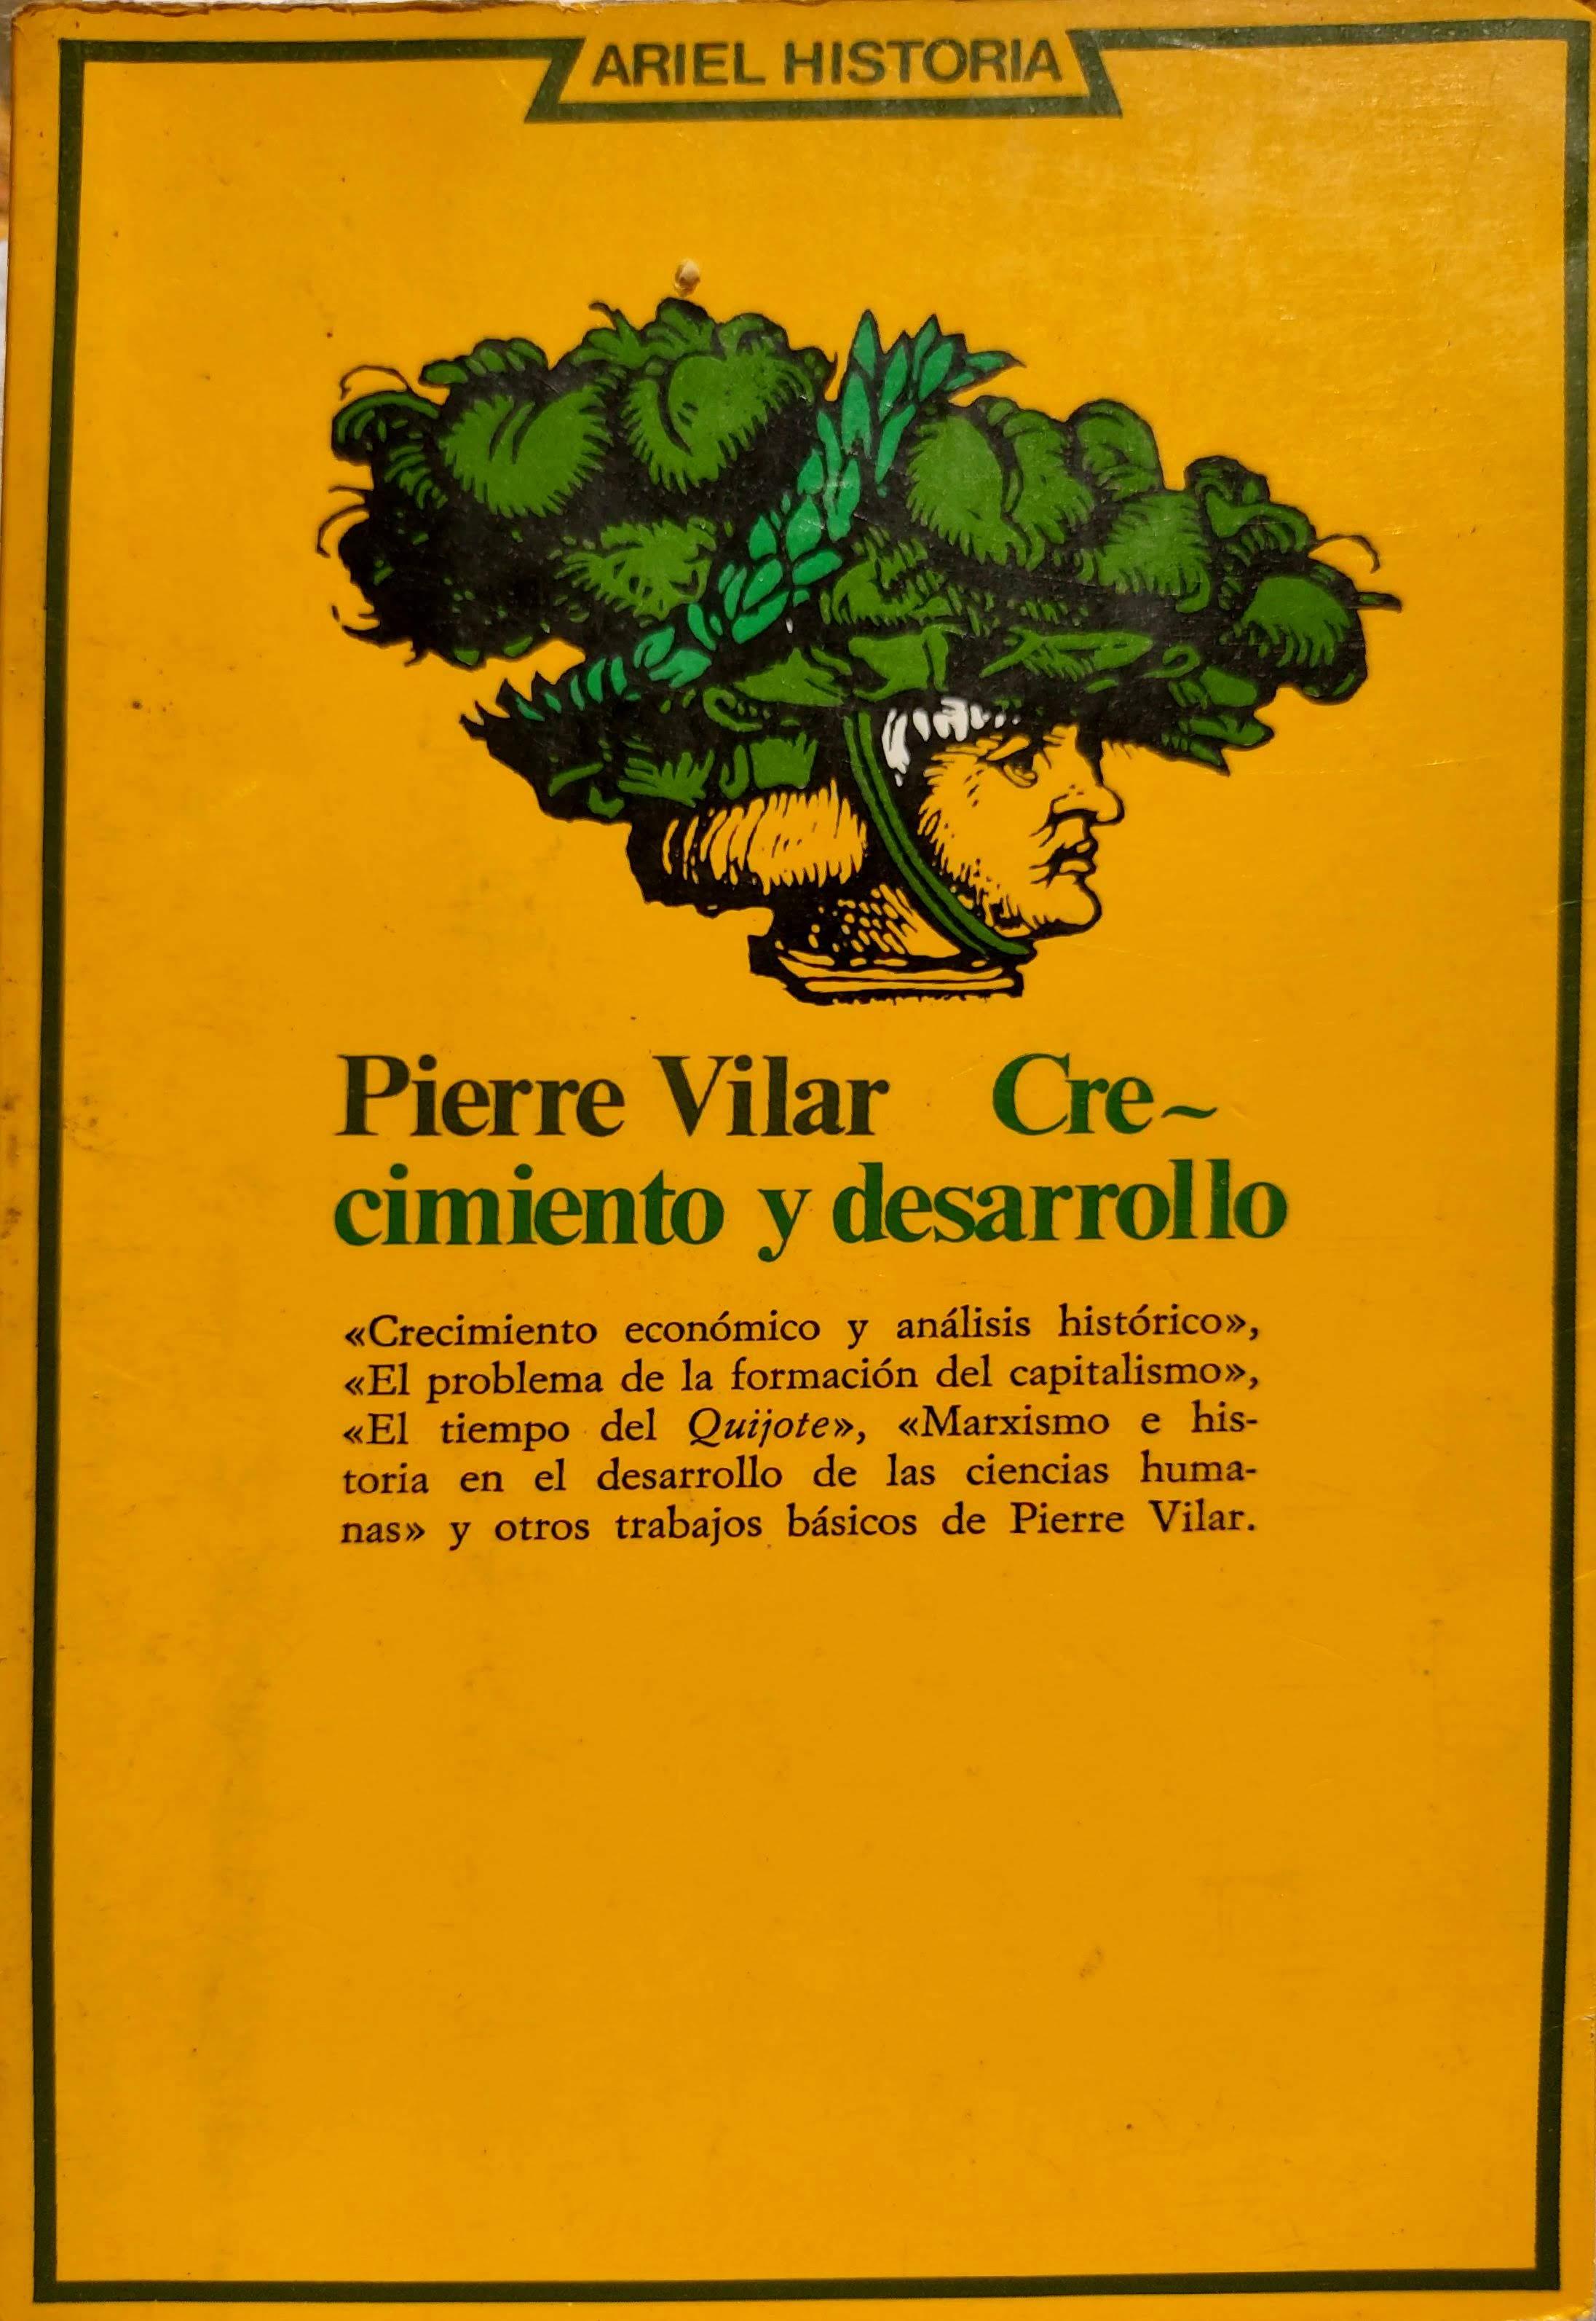 ARIEL HISTORIA
Pierre Vilar Cre~
cimiento y desarrollo
«Crecimiento económico y análisis histórico»,
«El problema de la formación del capitalismo»,
«El tiempo del Quijote», «Marxismo e his-
toria en el desarrollo de las ciencias huma-
nas» y otros trabajos básicos de Pierre Vilar.